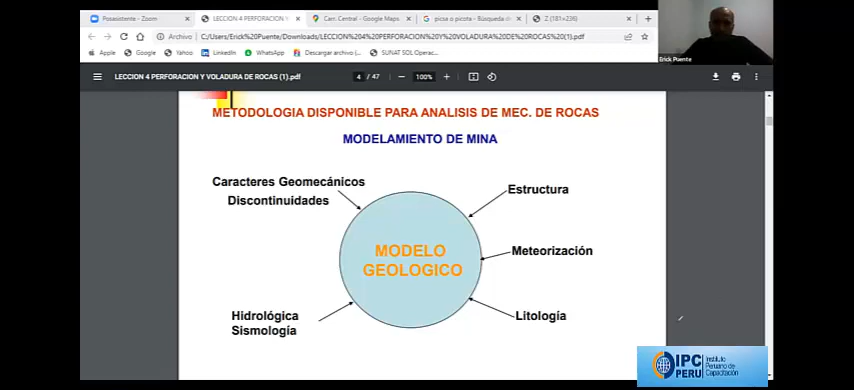 Posasistente - Zoom
LECCION 4 PERFORACION Y V
Carr. Central - Google Maps
picsa o picota - Búsqueda de
Z (181×236)
Archivo
C:/Users/Erick%20Puente/Downloads/LECCION%204%20PERFORACION%20Y%20VOLADURA%20DE%20ROCAS%20(1).pdf
Apple
Google
Yahoo
LinkedIn
WhatsApp
Descargar archivo (...
SUNAT SOL Operac...
Erick Puente
LECCION 4 PERFORACION Y VOLADURA DE ROCAS (1).pdf
4 / 47
100%
METODOLOGIA DISPONIBLE PARA ANALISIS DE MEC. DE ROCAS
MODELAMIENTO DE MINA
Caracteres Geomecánicos
Discontinuidades
Estructura
MODELO
GEOLOGICO
Meteorización
Hidrológica
Sismología
Litología
IPC
PERU
Instituto
Peruano de
Capacitación